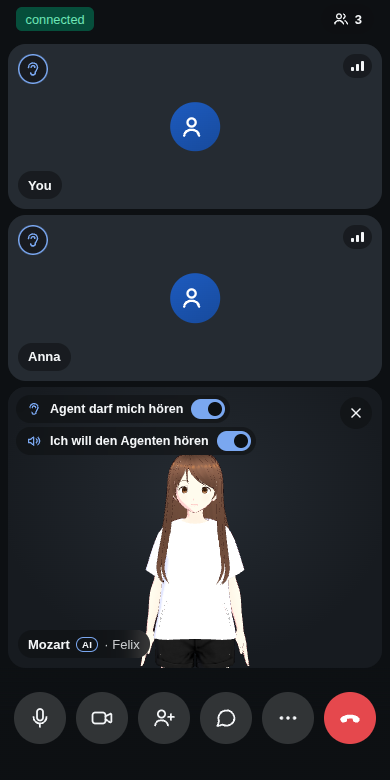 connected
3
You
Anna
Agent darf mich hören
Ich will den Agenten hören
Mozart AI · Felix